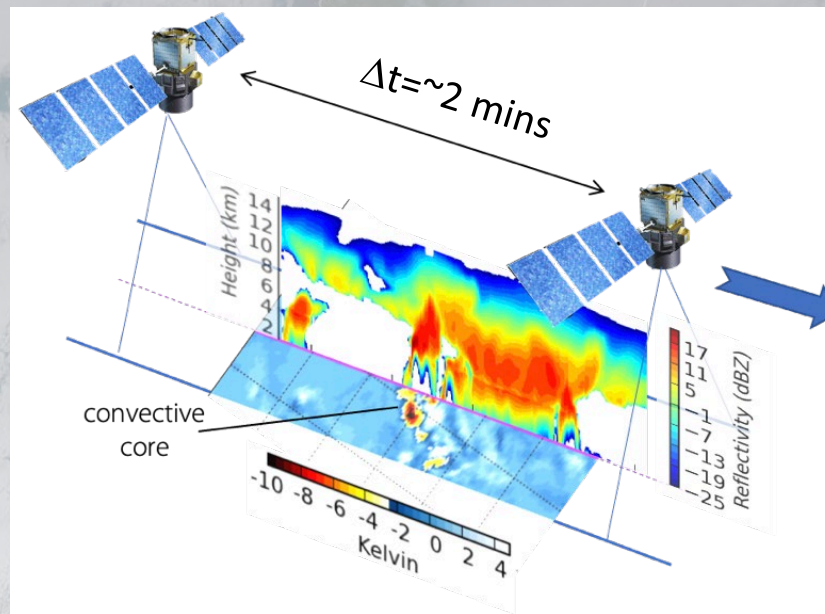 Δt=~2 mins
Height (km)
14
12
10
8
6
4
2
convective
core
-10 -8 -6 -4 -2 0 2 4
Kelvin
17
11
5
−1
−7
−13
−19
−25
Reflectivity (dBZ)